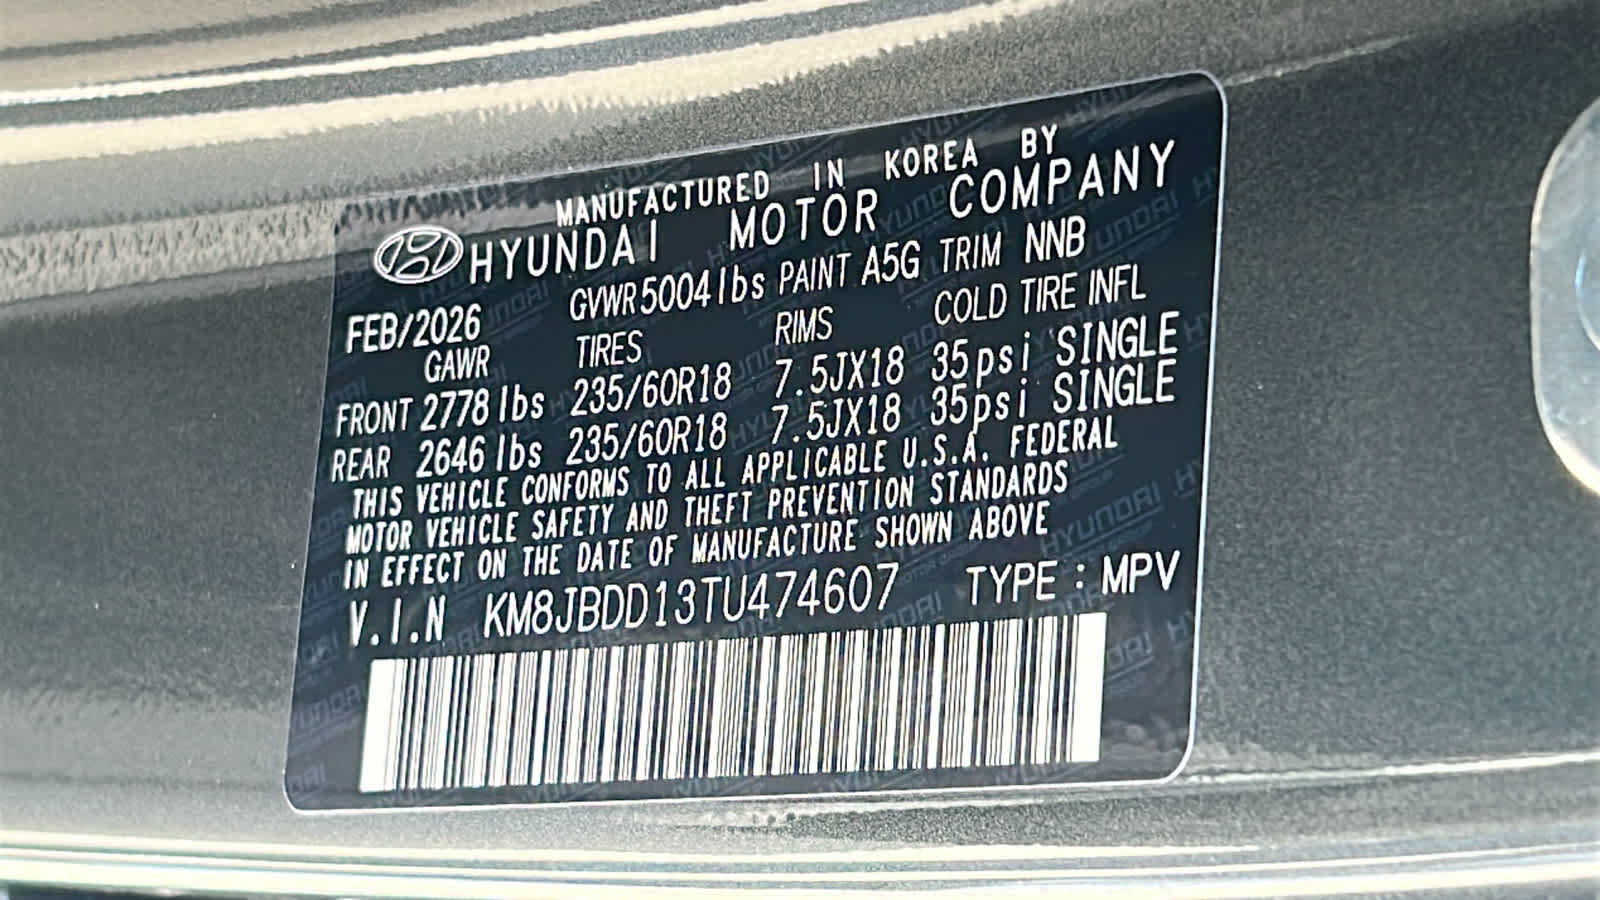 MANUFACTURED IN KOREA BY
HYUNDAI MOTOR COMPANY
FEB/2026 GVWR 5004 lbs PAINT A5G TRIM NNB
GAWR TIRES RIMS COLD TIRE INFL
FRONT 2778 lbs 235/60R18 7.5JX18 35psi SINGLE
REAR 2646 lbs 235/60R18 7.5JX18 35psi SINGLE
THIS VEHICLE CONFORMS TO ALL APPLICABLE U.S.A. FEDERAL
MOTOR VEHICLE SAFETY AND THEFT PREVENTION STANDARDS
IN EFFECT ON THE DATE OF MANUFACTURE SHOWN ABOVE
V.I.N KM8JBDD13TU474607 TYPE : MPV